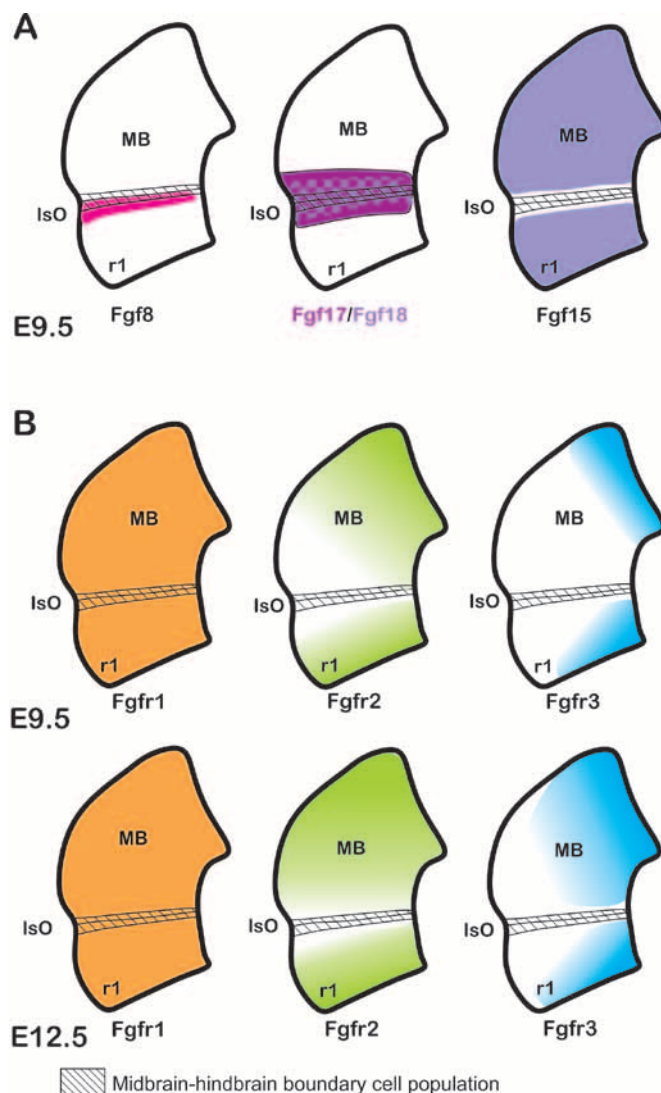 A
MB MB MB
IsO IsO IsO
r1 r1 r1
Fgf8 Fgf17/Fgf18 Fgf15
E9.5
B
MB MB MB
IsO IsO IsO
r1 r1 r1
Fgfr1 Fgfr2 Fgfr3
E9.5
MB MB MB
IsO IsO IsO
r1 r1 r1
Fgfr1 Fgfr2 Fgfr3
E12.5
Midbrain-hindbrain boundary cell population